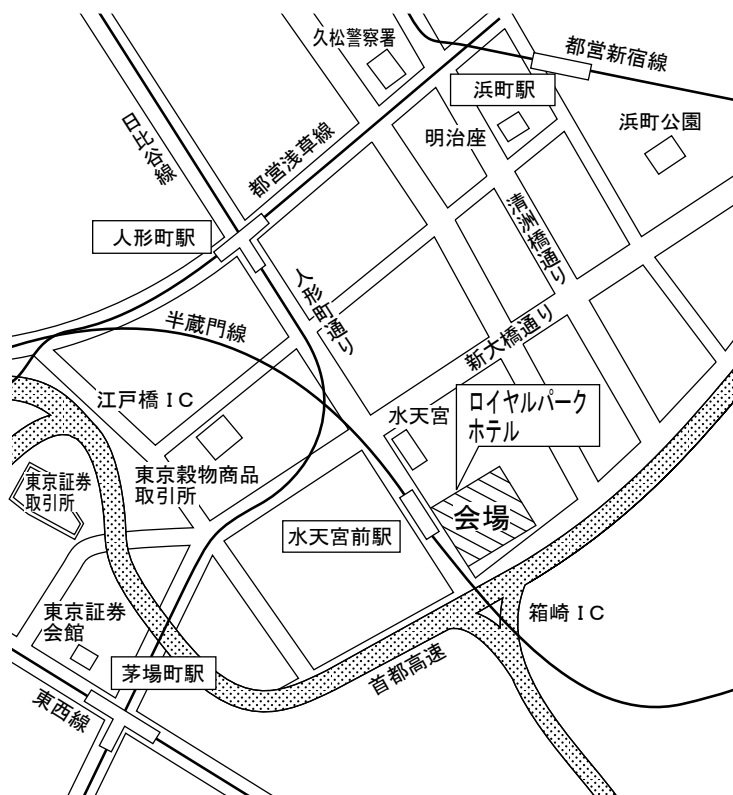 久松警察署
都営新宿線
浜町駅
浜町公園
日比谷線
都営浅草線
明治座
人形町駅
清洲橋通り
人形町通り
半蔵門線
新大橋通り
江戸橋IC
水天宮
ロイヤルパーク
ホテル
東京穀物商品
取引所
東京証券
取引所
会場
水天宮前駅
東京証券
会館
箱崎IC
茅場町駅
首都高速
東西線